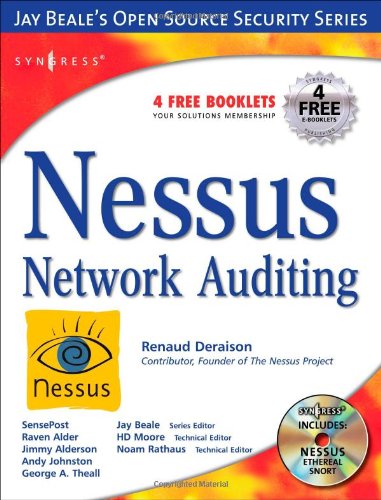 JAY BEALE'S OPEN SOURCE SECURITY SERIES
SYNGRESS®
4 FREE BOOKLETS
YOUR SOLUTIONS MEMBERSHIP
4
FREE
E-BOOKLETS
Nessus
Network Auditing
Renaud Deraison
Contributor, Founder of The Nessus Project
nessus
SensePost
Raven Alder
Jimmy Alderson
Andy Johnston
George A. Theall
Jay Beale Series Editor
HD Moore Technical Editor
Noam Rathaus Technical Editor
SYNGRESS
INCLUDES:
NESSUS
ETHEREAL
SNORT
Copyrighted Material